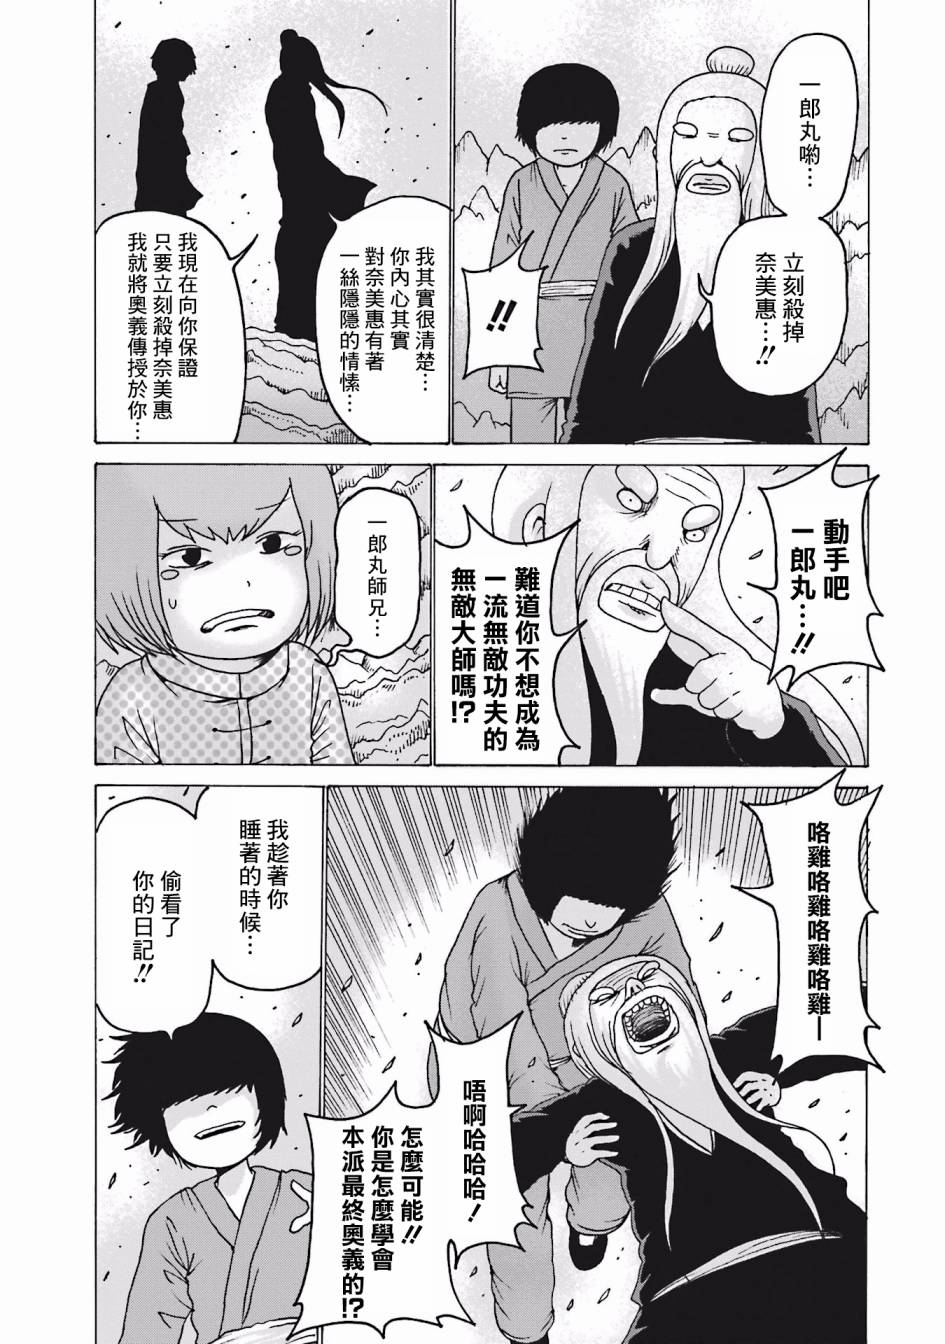 一郎丸喲…
立刻殺掉
奈美惠…!!
!!
我其實很清楚…
你內心其實
對奈美惠有著
一絲隱隱的情愫…
我現在向你保證
只要立刻殺掉奈美惠
我就將奧義傳授於你…
動手吧
一郎丸…!!
難道你不想成為
一流無敵功夫的
無敵大師嗎!?
一郎丸師兄…
咯雞咯雞咯雞咯雞ー
唔啊哈哈哈哈
怎麼可能!!
你是怎麼學會
本派最終奧義的!?
我趁著你
睡著的時候…
偷看了
你的日記!!